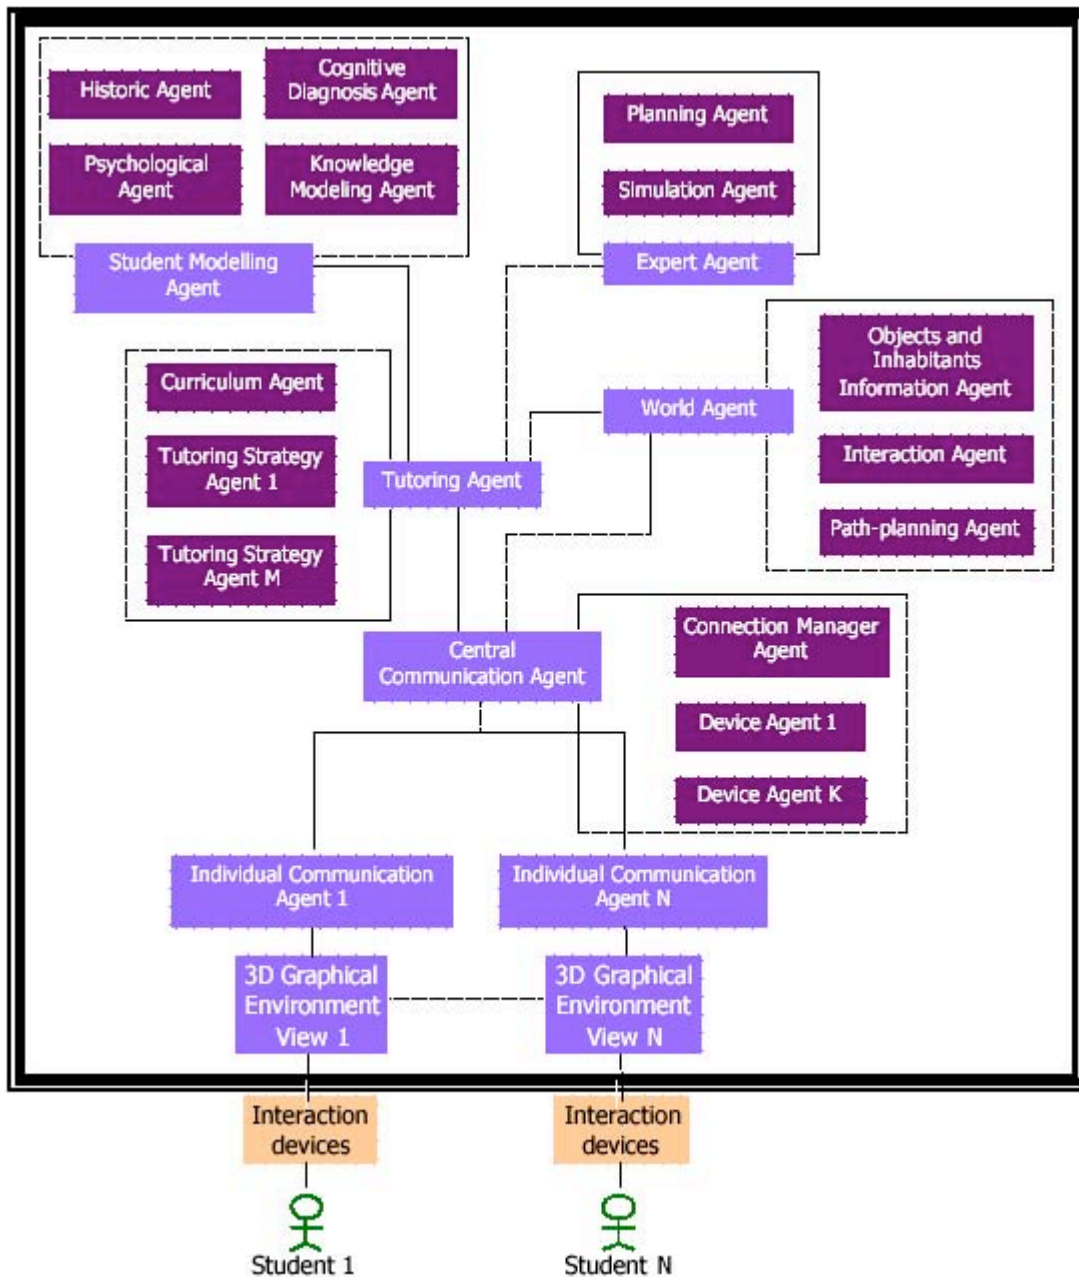 Historic Agent
Cognitive
Diagnosis Agent
Psychological
Agent
Knowledge
Modeling Agent
Student Modelling
Agent
Planning Agent
Simulation Agent
Expert Agent
Curriculum Agent
Tutoring Strategy
Agent 1
Tutoring Strategy
Agent M
Tutoring Agent
World Agent
Objects and
Inhabitants
Information Agent
Interaction Agent
Path-planning Agent
Central
Communication Agent
Connection Manager
Agent
Device Agent 1
Device Agent K
Individual Communication
Agent 1
Individual Communication
Agent N
3D Graphical
Environment
View 1
3D Graphical
Environment
View N
Interaction
devices
Interaction
devices
Student 1
Student N